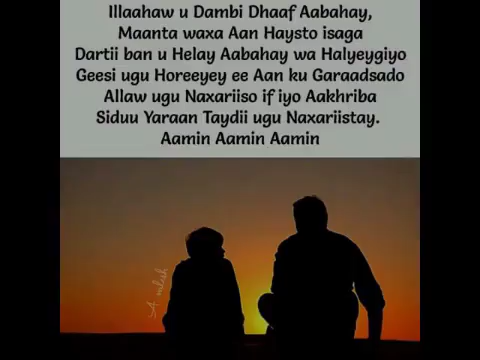 Illaahaw u Dambi Dhaaf Aabahay,
Maanta waxa Aan Haysto isaga
Dartii ban u Helay Aabahay wa Halyeygiyo
Geesi ugu Horeeyey ee Aan ku Garaadsado
Allaw ugu Naxariiso if iyo Aakhriba
Siduu Yaraan Taydii ugu Naxariistay.
Aamin Aamin Aamin